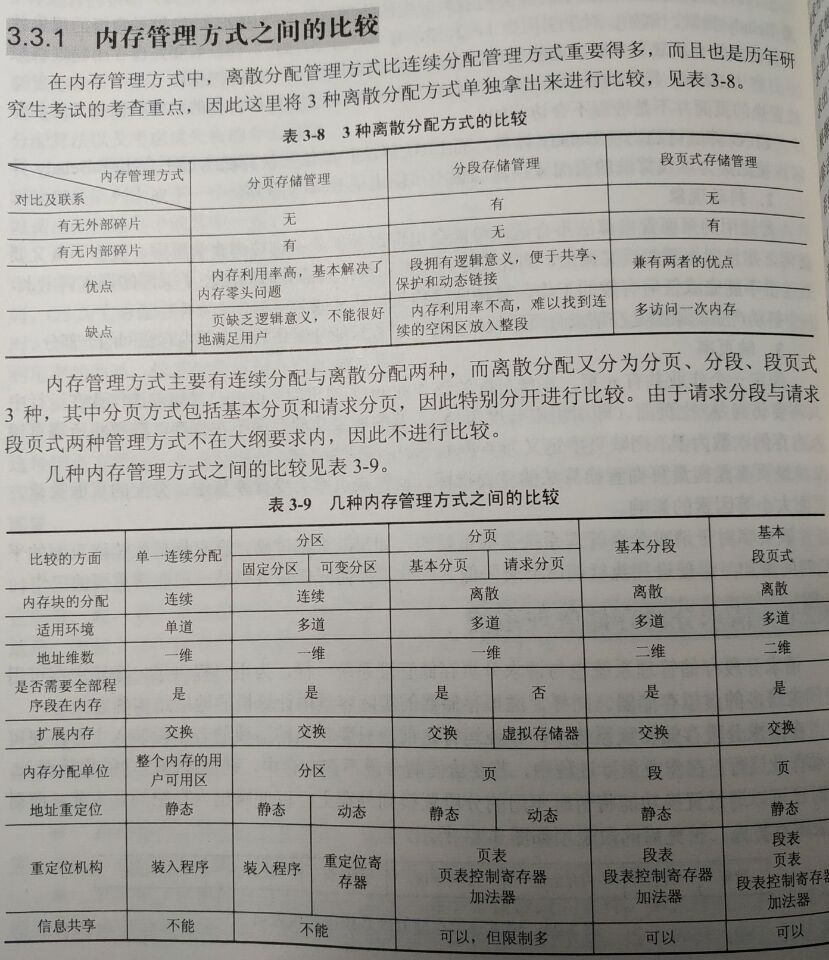 3.3.1 内存管理方式之间的比较
在内存管理方式中，离散分配管理方式比连续分配管理方式重要得多，而且也是历年研
究生考试的考查重点，因此这里将 3 种离散分配方式单独拿出来进行比较，见表 3-8。
表 3-8 3 种离散分配方式的比较
内存管理方式 分页存储管理 分段存储管理 段页式存储管理
对比及联系
有无外部碎片 无 有 无
有无内部碎片 有 无 有
优点 内存利用率高，基本解决了 段拥有逻辑意义，便于共享、 兼有两者的优点
内存零头问题 保护和动态链接
缺点 页缺乏逻辑意义，不能很好 内存利用率不高，难以找到连 多访问一次内存
地满足用户 续的空闲区放入整段
内存管理方式主要有连续分配与离散分配两种，而离散分配又分为分页、分段、段页式
3 种，其中分页方式包括基本分页和请求分页，因此特别分开进行比较。由于请求分段与请求
段页式两种管理方式不在大纲要求内，因此不进行比较。
几种内存管理方式之间的比较见表 3-9。
表 3-9 几种内存管理方式之间的比较
比较的方面 单一连续分配 分区 分页 基本分段 基本
段页式
固定分区 可变分区 基本分页 请求分页
内存块的分配 连续 连续 离散 离散 离散
适用环境 单道 多道 多道 多道 多道
地址维数 一维 一维 一维 二维 二维
是否需要全部程 是 是 是 否 是 是
序段在内存
扩展内存 交换 交换 交换 虚拟存储器 交换 交换
内存分配单位 整个内存的用 分区 页 段 页
户可用区
地址重定位 静态 静态 动态 静态 动态 静态 静态
重定位机构 装入程序 装入程序 重定位寄 页表 段表 段表
存器 页表控制寄存器 段表控制寄存器 页表
加法器 加法器 段表控制寄存器
加法器
信息共享 不能 不能 可以，但限制多 可以 可以